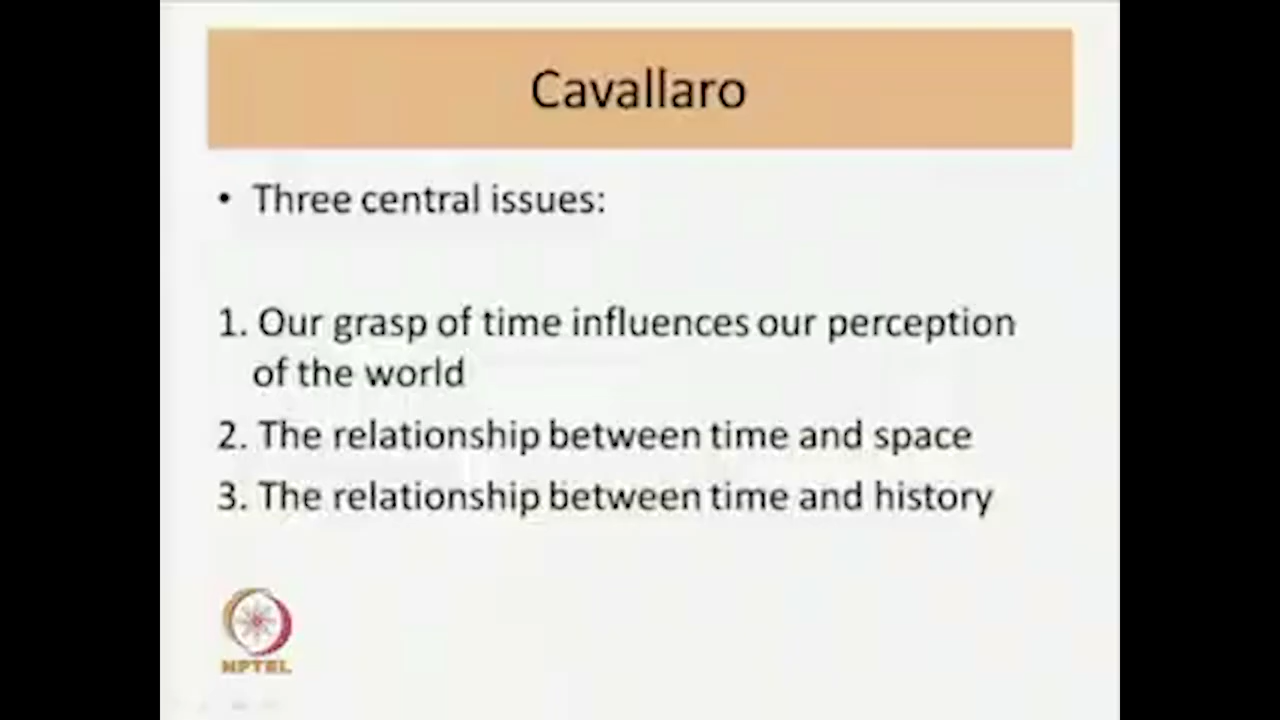 Cavallaro
• Three central issues:
1. Our grasp of time influences our perception
of the world
2. The relationship between time and space
3. The relationship between time and history
NPTEL